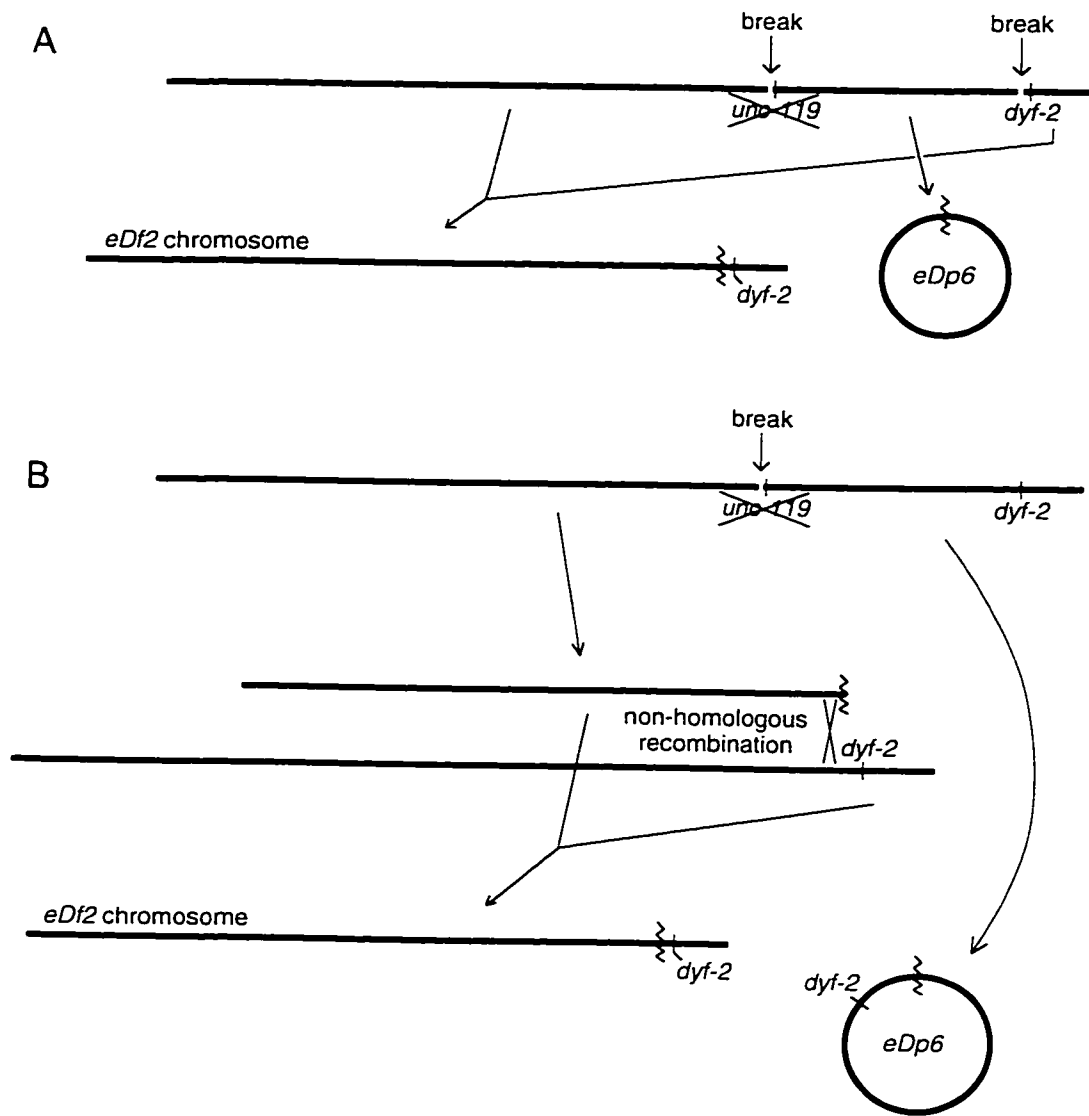 A
break
break
unc-119
dyf-2
eDf2 chromosome
dyf-2
eDp6
B
break
unc-119
dyf-2
non-homologous
recombination
dyf-2
eDf2 chromosome
dyf-2
dyf-2
eDp6